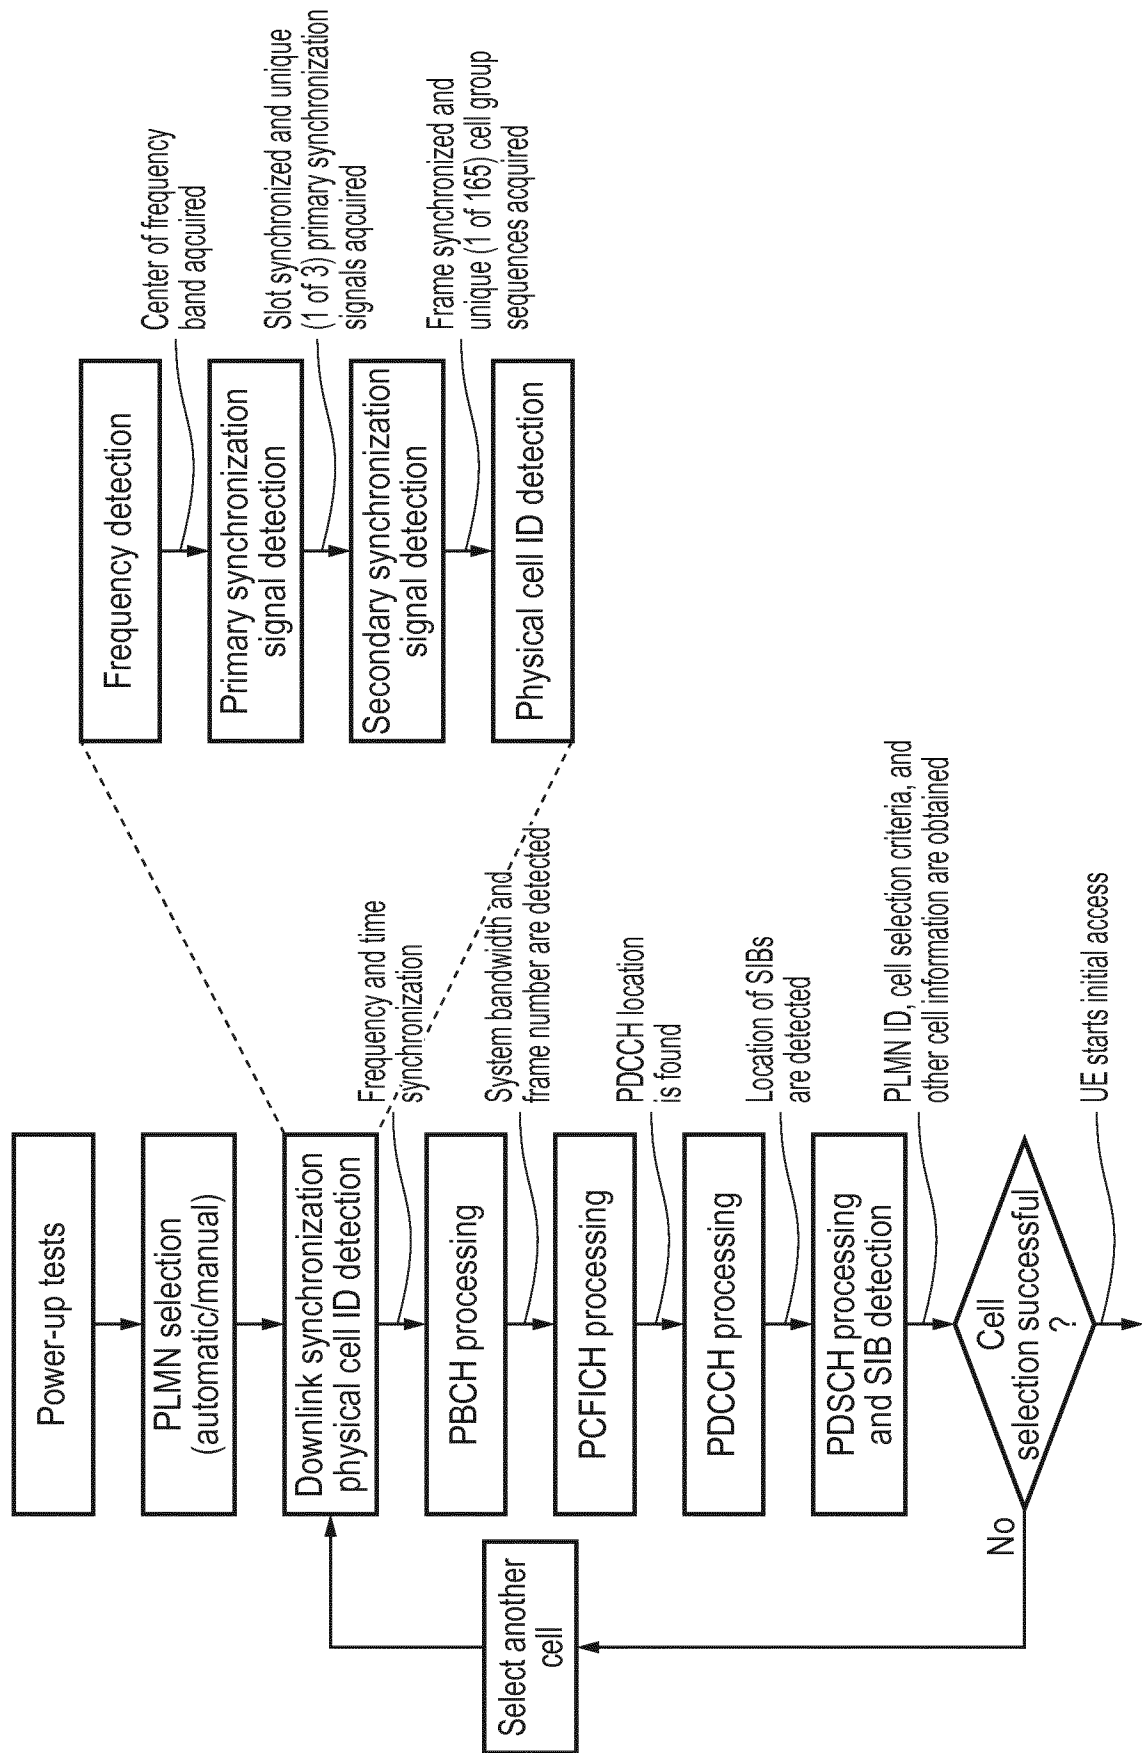 Power-up tests
PLMN selection
(automatic/manual)
Downlink synchronization
physical cell ID detection
Frequency and time
synchronization
PBCH processing
System bandwidth and
frame number are detected
PCFICH processing
PDCCH location
is found
PDCCH processing
Location of SIBs
are detected
PDSCH processing
and SIB detection
PLMN ID, cell selection criteria, and
other cell information are obtained
Cell
selection successful
?
No
UE starts initial access
Select another
cell
Frequency detection
Center of frequency
band aqcuired
Primary synchronization
signal detection
Slot synchronized and unique
(1 of 3) primary synchronization
signals aqcuired
Secondary synchronization
signal detection
Frame synchronized and
unique (1 of 165) cell group
sequences acquired
Physical cell ID detection